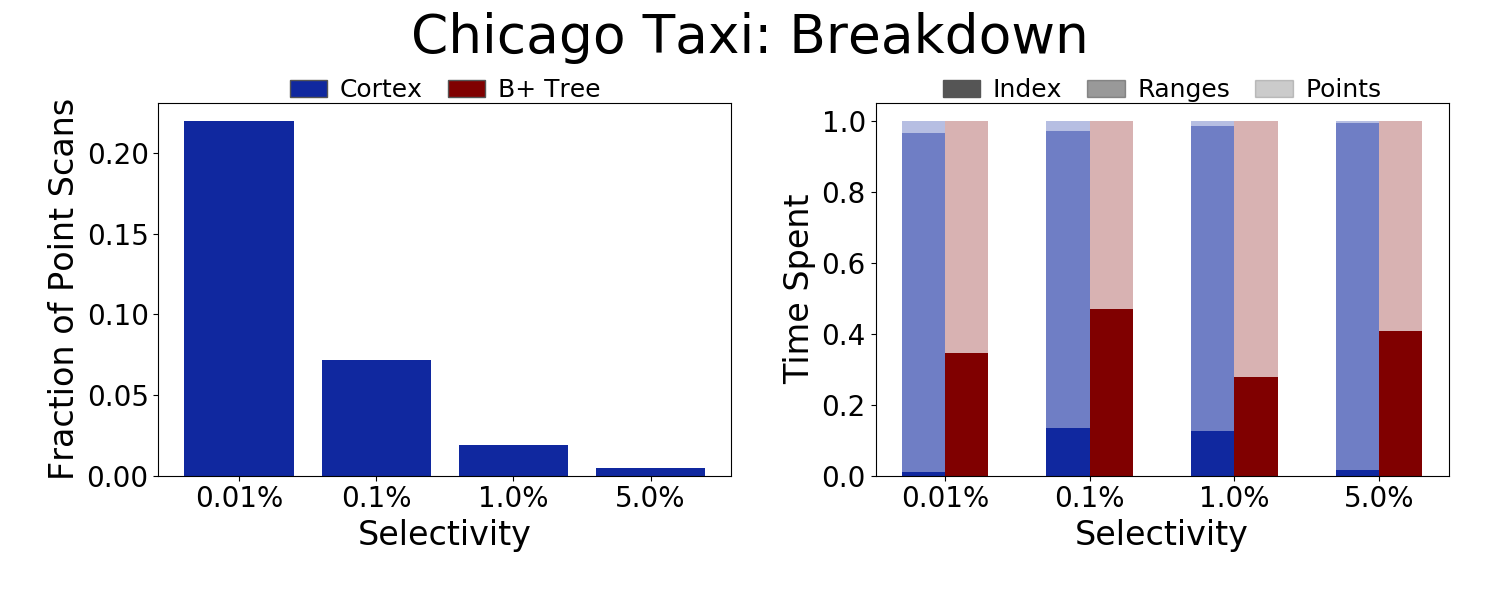 Chicago Taxi: Breakdown
Cortex B+ Tree
Fraction of Point Scans
0.20
0.15
0.10
0.05
0.00
0.01% 0.1% 1.0% 5.0%
Selectivity
Index Ranges Points
Time Spent
1.0
0.8
0.6
0.4
0.2
0.0
0.01% 0.1% 1.0% 5.0%
Selectivity